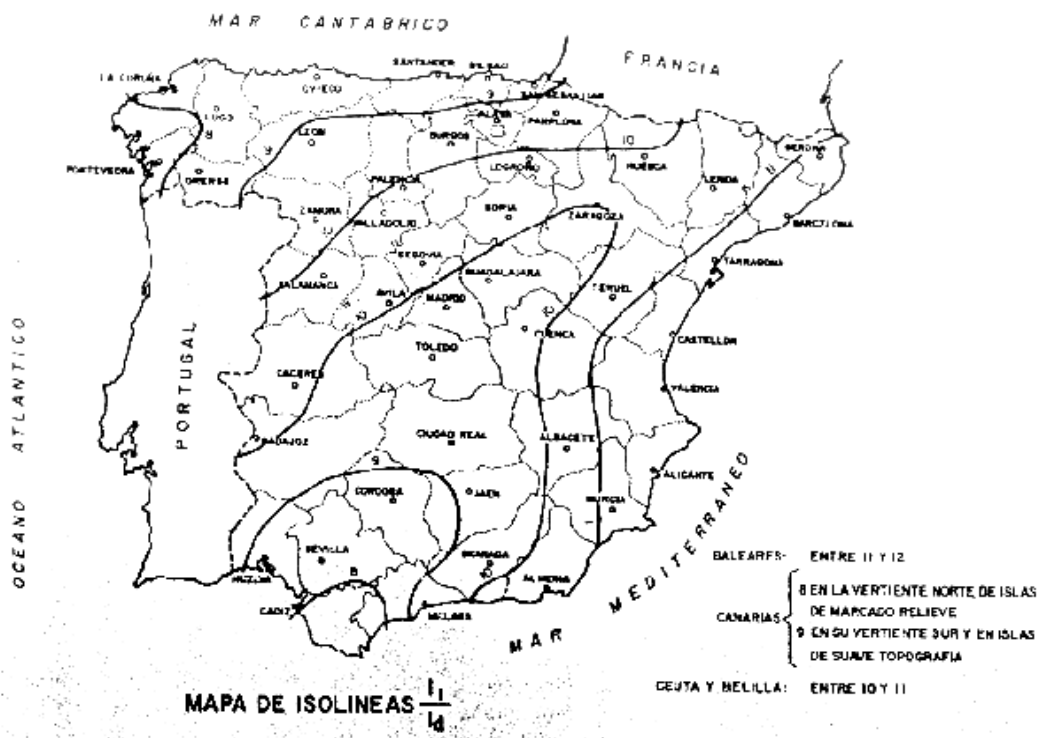 MAR CANTABRICO
FRANCIA
OCEANO ATLANTICO
PORTUGAL
MAR MEDITERRANEO
LA CORUÑA
LUGO
OVIEDO
SANTANDER
BILBAO
SAN SEBASTIAN
ALAVA
PAMPLONA
PONTEVEDRA
ORENSE
LEON
BURGOS
LOGROÑO
HUESCA
LERIDA
GERONA
BARCELONA
TARRAGONA
PALENCIA
ZAMORA
VALLADOLID
SORIA
ZARAGOZA
SEGOVIA
SALAMANCA
AVILA
MADRID
GUADALAJARA
TERUEL
CUENCA
TOLEDO
CASTELLON
VALENCIA
CACERES
BADAJOZ
CIUDAD REAL
ALBACETE
ALICANTE
CORDOBA
JAEN
MURCIA
SEVILLA
HUELVA
CADIZ
MALAGA
GRANADA
ALMERIA
8
9
9
10
11
10
10
9
8
BALEARES: ENTRE 11 Y 12
CANARIAS
8 EN LA VERTIENTE NORTE DE ISLAS
DE MARCADO RELIEVE
9 EN SU VERTIENTE SUR Y EN ISLAS
DE SUAVE TOPOGRAFIA
CEUTA Y MELILLA: ENTRE 10 Y 11
MAPA DE ISOLINEAS I1/Id